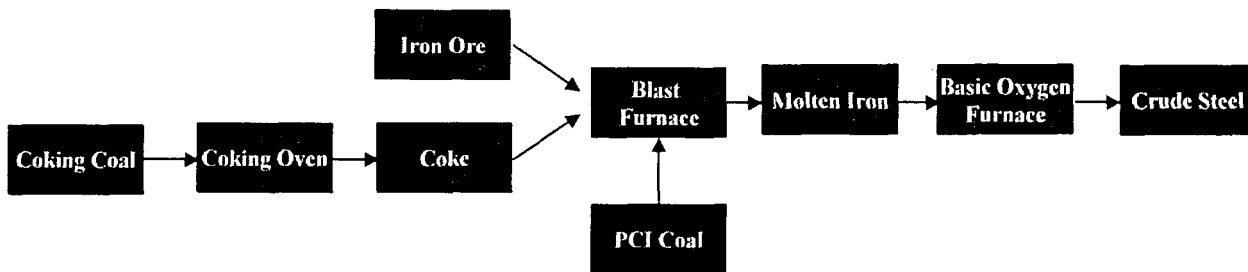 Iron Ore
Blast
Furnace
Molten Iron
Basic Oxygen
Furnace
Crude Steel
Coking Coal
Coking Oven
Coke
PCI Coal